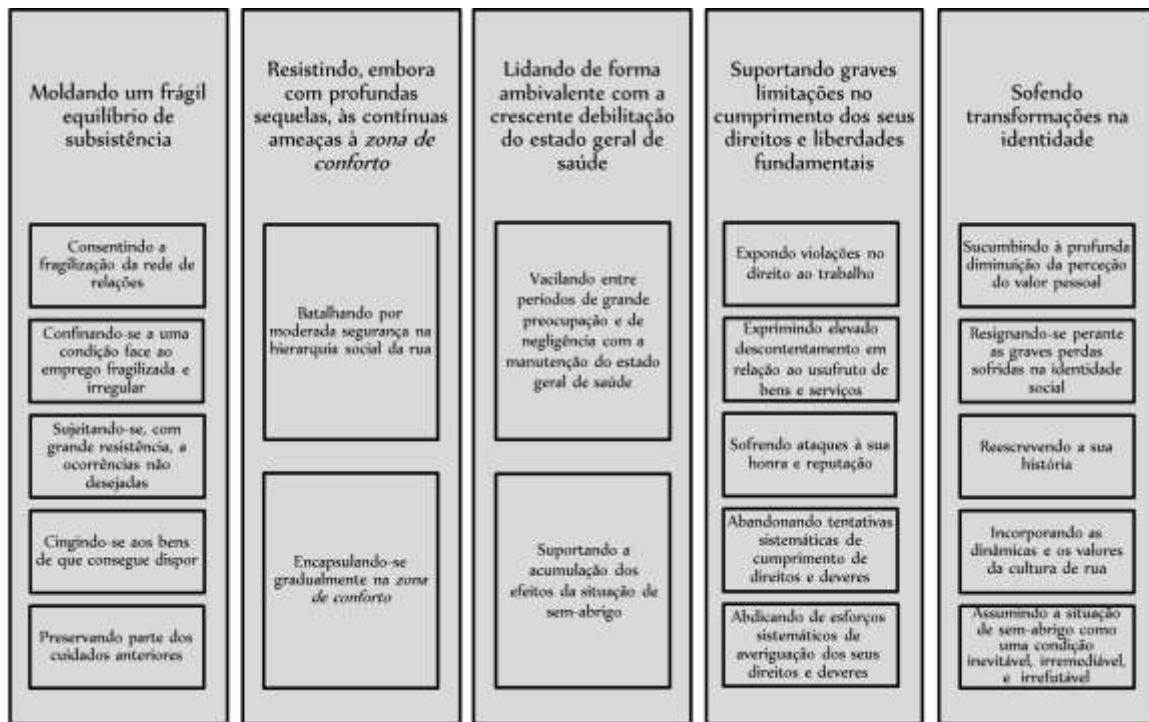 Moldando um frágil
equilíbrio de
subsistência
Consentindo a
fragilização da rede de
relações
Confinando-se a uma
condição face ao
emprego fragilizada e
irregular
Sujeitando-se, com
grande resistência, a
ocorrências não
desejadas
Cingindo-se aos bens
de que consegue dispor
Preservando parte dos
cuidados anteriores
Resistindo, embora
com profundas
sequelas, às contínuas
ameaças à zona de
conforto
Batalhando por
moderada segurança na
hierarquia social da rua
Encapsulando-se
gradualmente na zona
de conforto
Lidando de forma
ambivalente com a
crescente debilitação
do estado geral de
saúde
Vacilando entre
períodos de grande
preocupação e de
negligência com a
manutenção do estado
geral de saúde
Suportando a
acumulação dos
efeitos da situação de
sem-abrigo
Suportando graves
limitações no
cumprimento dos seus
direitos e liberdades
fundamentais
Expondo violações no
direito ao trabalho
Exprimindo elevado
descontentamento em
relação ao usufruto de
bens e serviços
Sofrendo ataques à sua
honra e reputação
Abandonando tentativas
sistemáticas de
cumprimento de
direitos e deveres
Abdicando de esforços
sistemáticos de
averiguação dos seus
direitos e deveres
Sofendo
transformações na
identidade
Sucumbindo à profunda
diminuição da perceção
do valor pessoal
Resignando-se perante
as graves perdas
sofridas na identidade
social
Reescrevendo a sua
história
Incorporando as
dinâmicas e os valores
da cultura de rua
Assumindo a situação
de sem-abrigo como
uma condição
inevitável, irremediável,
e irrefutável